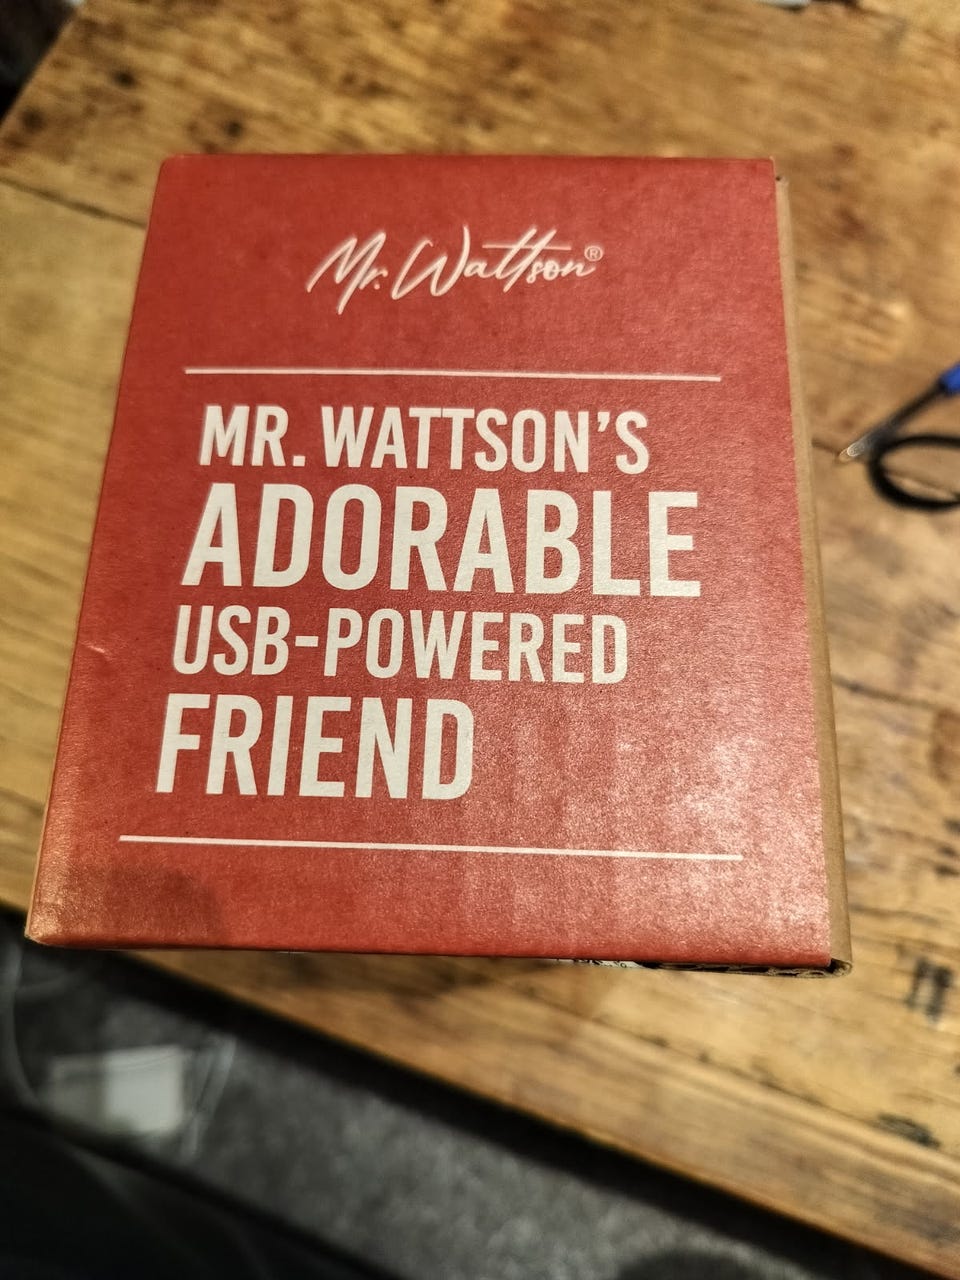 Mr. Wattson®
MR. WATTSON'S
ADORABLE
USB-POWERED
FRIEND